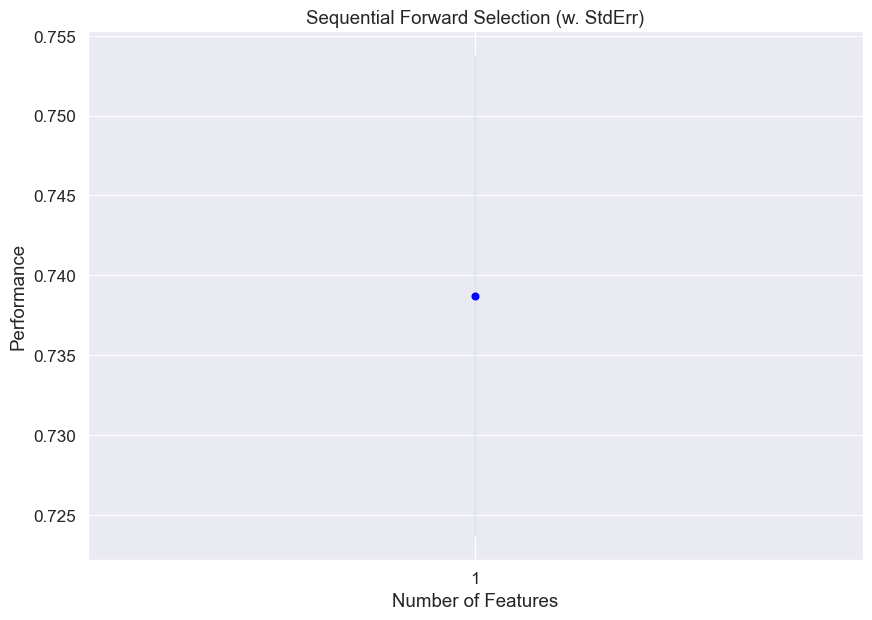 Sequential Forward Selection (w. StdErr)
0.755
0.750
0.745
0.740
0.735
0.730
0.725
Performance
1
Number of Features